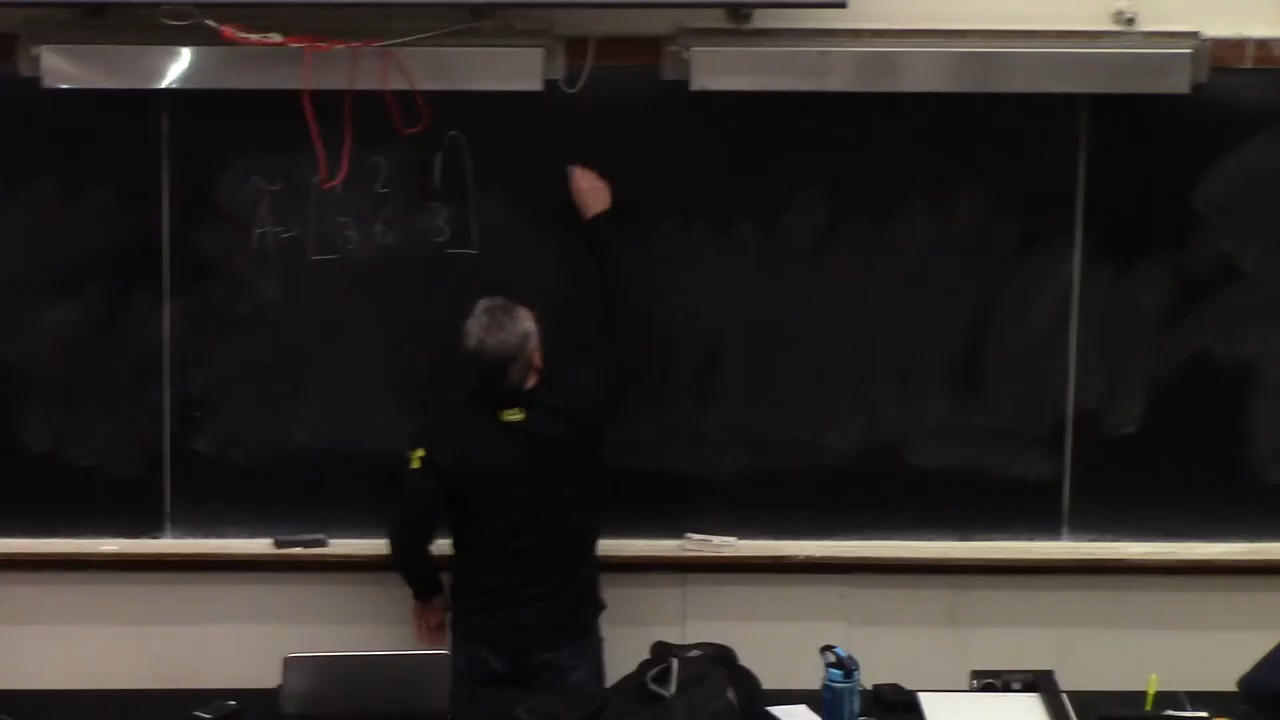 1 2 1
Ã = [3 6 3]